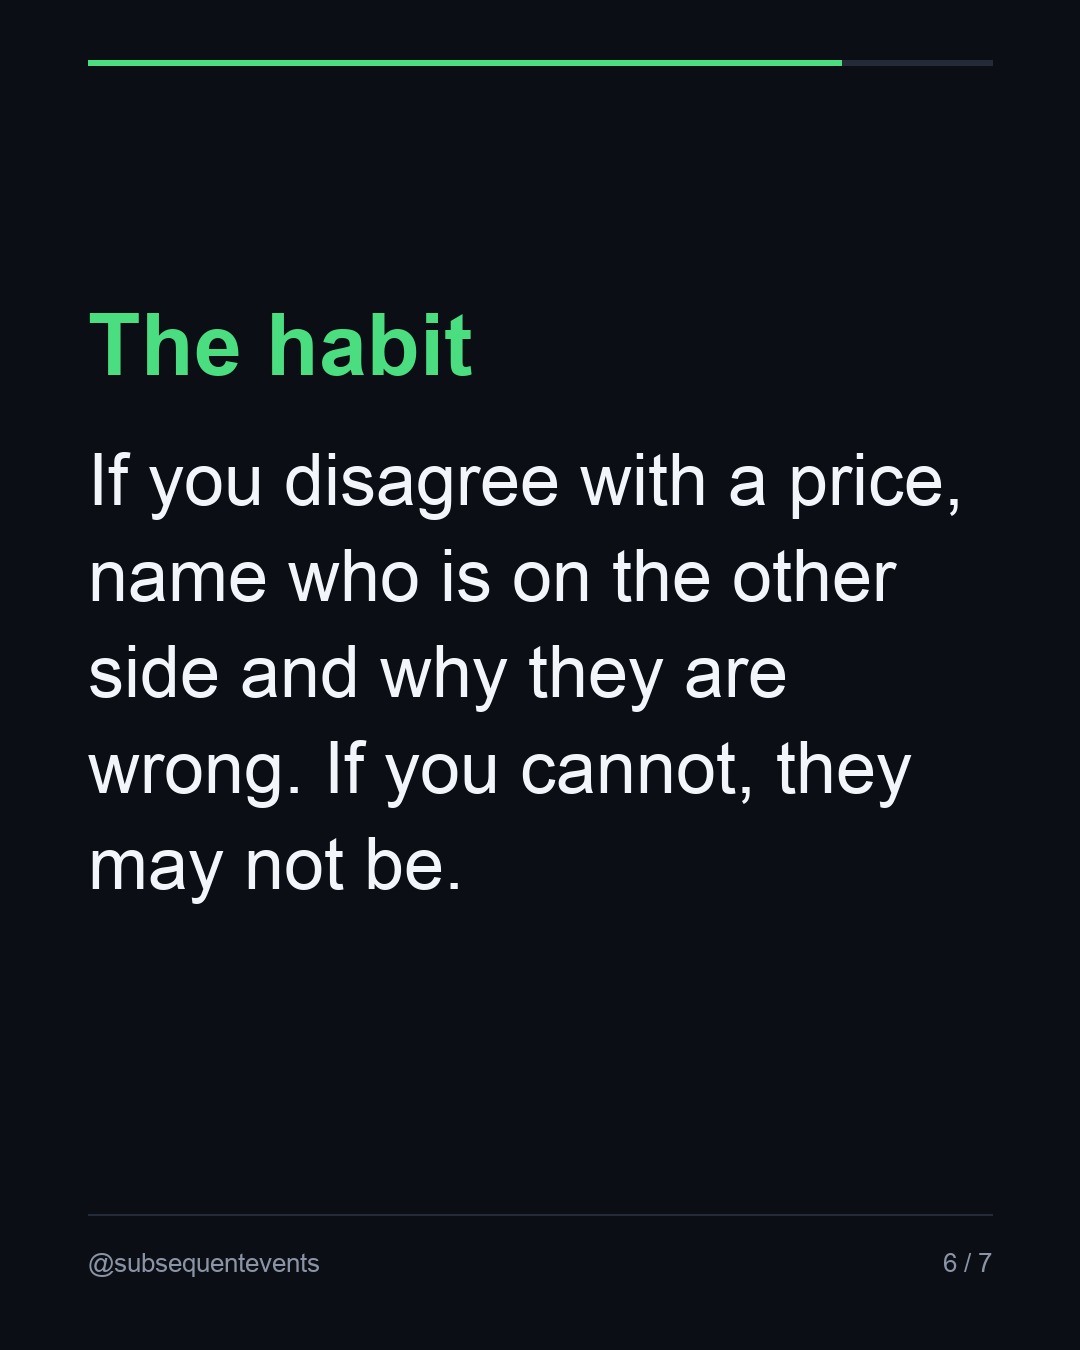 The habit
If you disagree with a price,
name who is on the other
side and why they are
wrong. If you cannot, they
may not be.
@subsequentevents
6 / 7